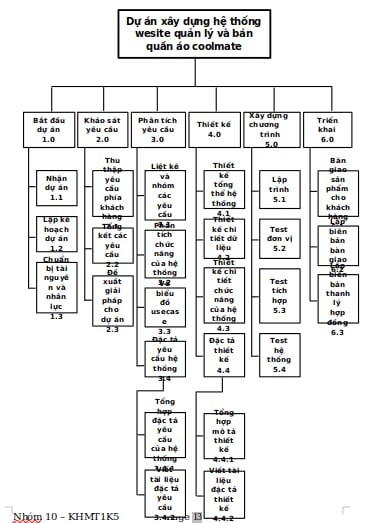 Dự án xây dựng hệ thống
wesite quản lý và bán
quần áo coolmate
Bắt đầu
dự án
1.0
Khảo sát
yêu cầu
2.0
Phân tích
yêu cầu
3.0
Thiết kế
4.0
Xây dựng
chương
trình
5.0
Triển
khai
6.0
Nhận
dự án
1.1
Lập kế
hoạch
dự án
1.2
Chuẩn
bị tài
nguyê
n và
nhân
lực
1.3
Thu
thập
yêu
cầu
phía
khách
hàng
Tổng
kết các
yêu
cầu
2.2
Đề
xuất
giải
pháp
cho
dự án
2.3
Liệt kê
và
nhóm
các
yêu
cầu
Phân
tích
chức
năng
của hệ
thống
3.2
Vẽ
biểu
đồ
usecas
e
3.3
Đặc tả
yêu
cầu hệ
thống
3.4
Tổng
hợp
đặc tả
yêu
cầu
của hệ
thống
3.4.1
Viết
tài liệu
đặc tả
yêu
cầu
3.4.2
Thiết
kế
tổng
thể hệ
thống
4.1
Thiết
kế chi
tiết dữ
liệu
4.2
Thiết
kế chi
tiết
chức
năng
của hệ
thống
4.3
Đặc tả
thiết
kế
4.4
Tổng
hợp
mô tả
thiết
kế
4.4.1
Viết tài
liệu
đặc tả
thiết
kế
4.4.2
Lập
trình
5.1
Test
đơn vị
5.2
Test
tích
hợp
5.3
Test
hệ
thống
5.4
Bàn
giao
sản
phẩm
cho
khách
hàng
Lập
biên
bản
bàn
giao
6.2
Lập
biên
bản
thanh
lý
hợp
đồng
6.3
Nhóm 10 – KHMT1K5
13